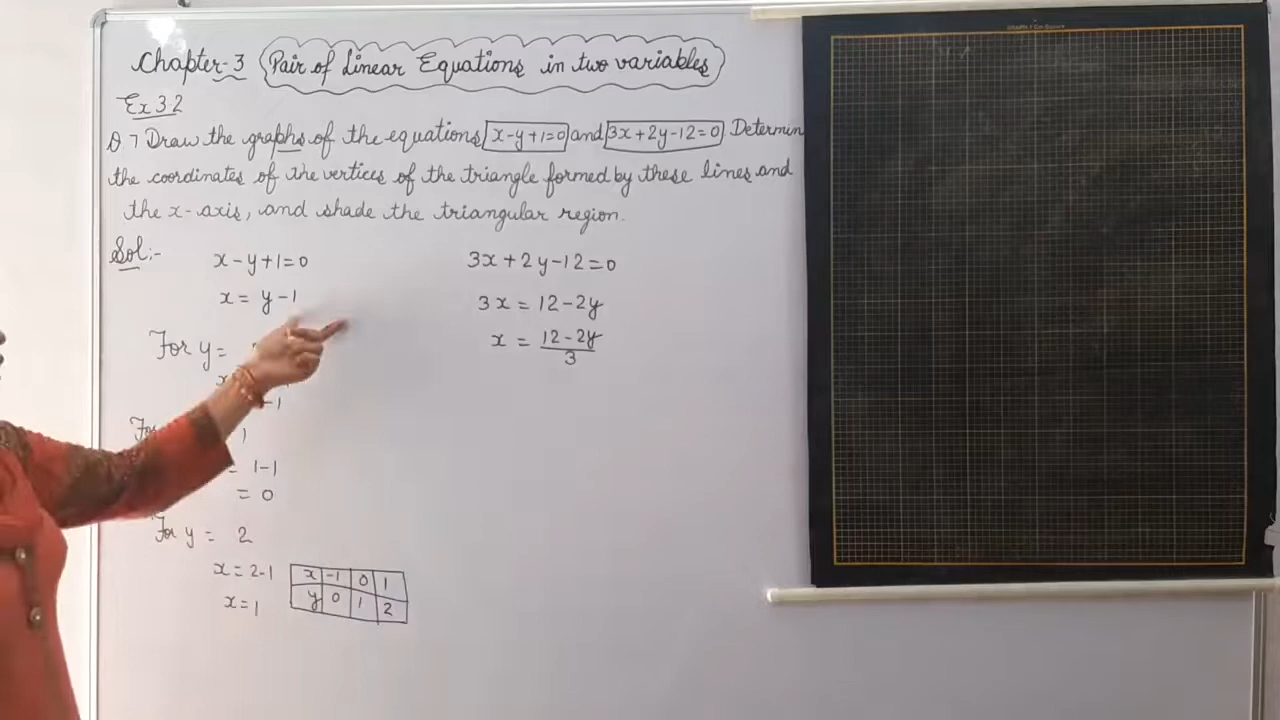 Chapter-3 Pair of Linear Equations in two variables
Ex 3.2
Q 7 Draw the graphs of the equations x-y+1=0 and 3x+2y-12=0 Determin
the coordinates of the vertices of the triangle formed by these lines and
the x-axis, and shade the triangular region.
Sol:-
x-y+1=0
x= y-1
For y=
-1
1
= 1-1
= 0
For y = 2
x=2-1
x=1
x -1 0 1
y 0 1 2
3x+2y-12=0
3x = 12-2y
x = 12-2y
3